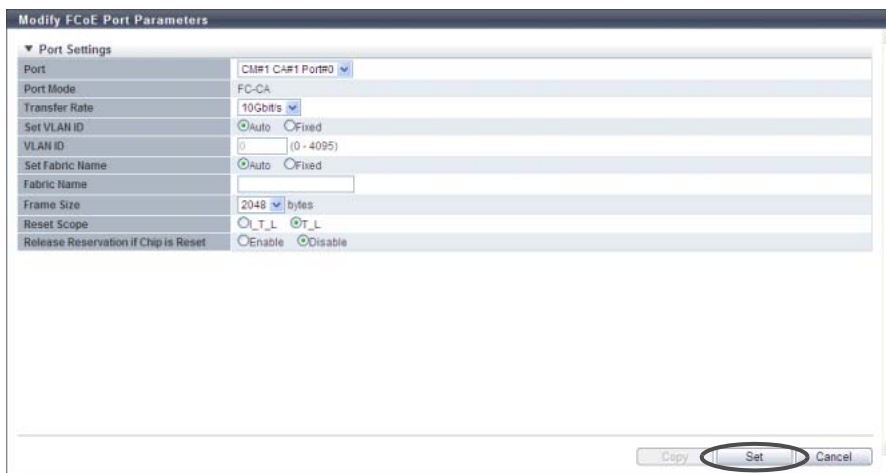 Modify FCoE Port Parameters
▼ Port Settings
Port CM#1 CA#1 Port#0
Port Mode FC-CA
Transfer Rate 10Gbit/s
Set VLAN ID Auto Fixed
VLAN ID 0 (0 - 4095)
Set Fabric Name Auto Fixed
Fabric Name
Frame Size 2048 bytes
Reset Scope I_T_L T_L
Release Reservation if Chip is Reset Enable Disable
Copy Set Cancel